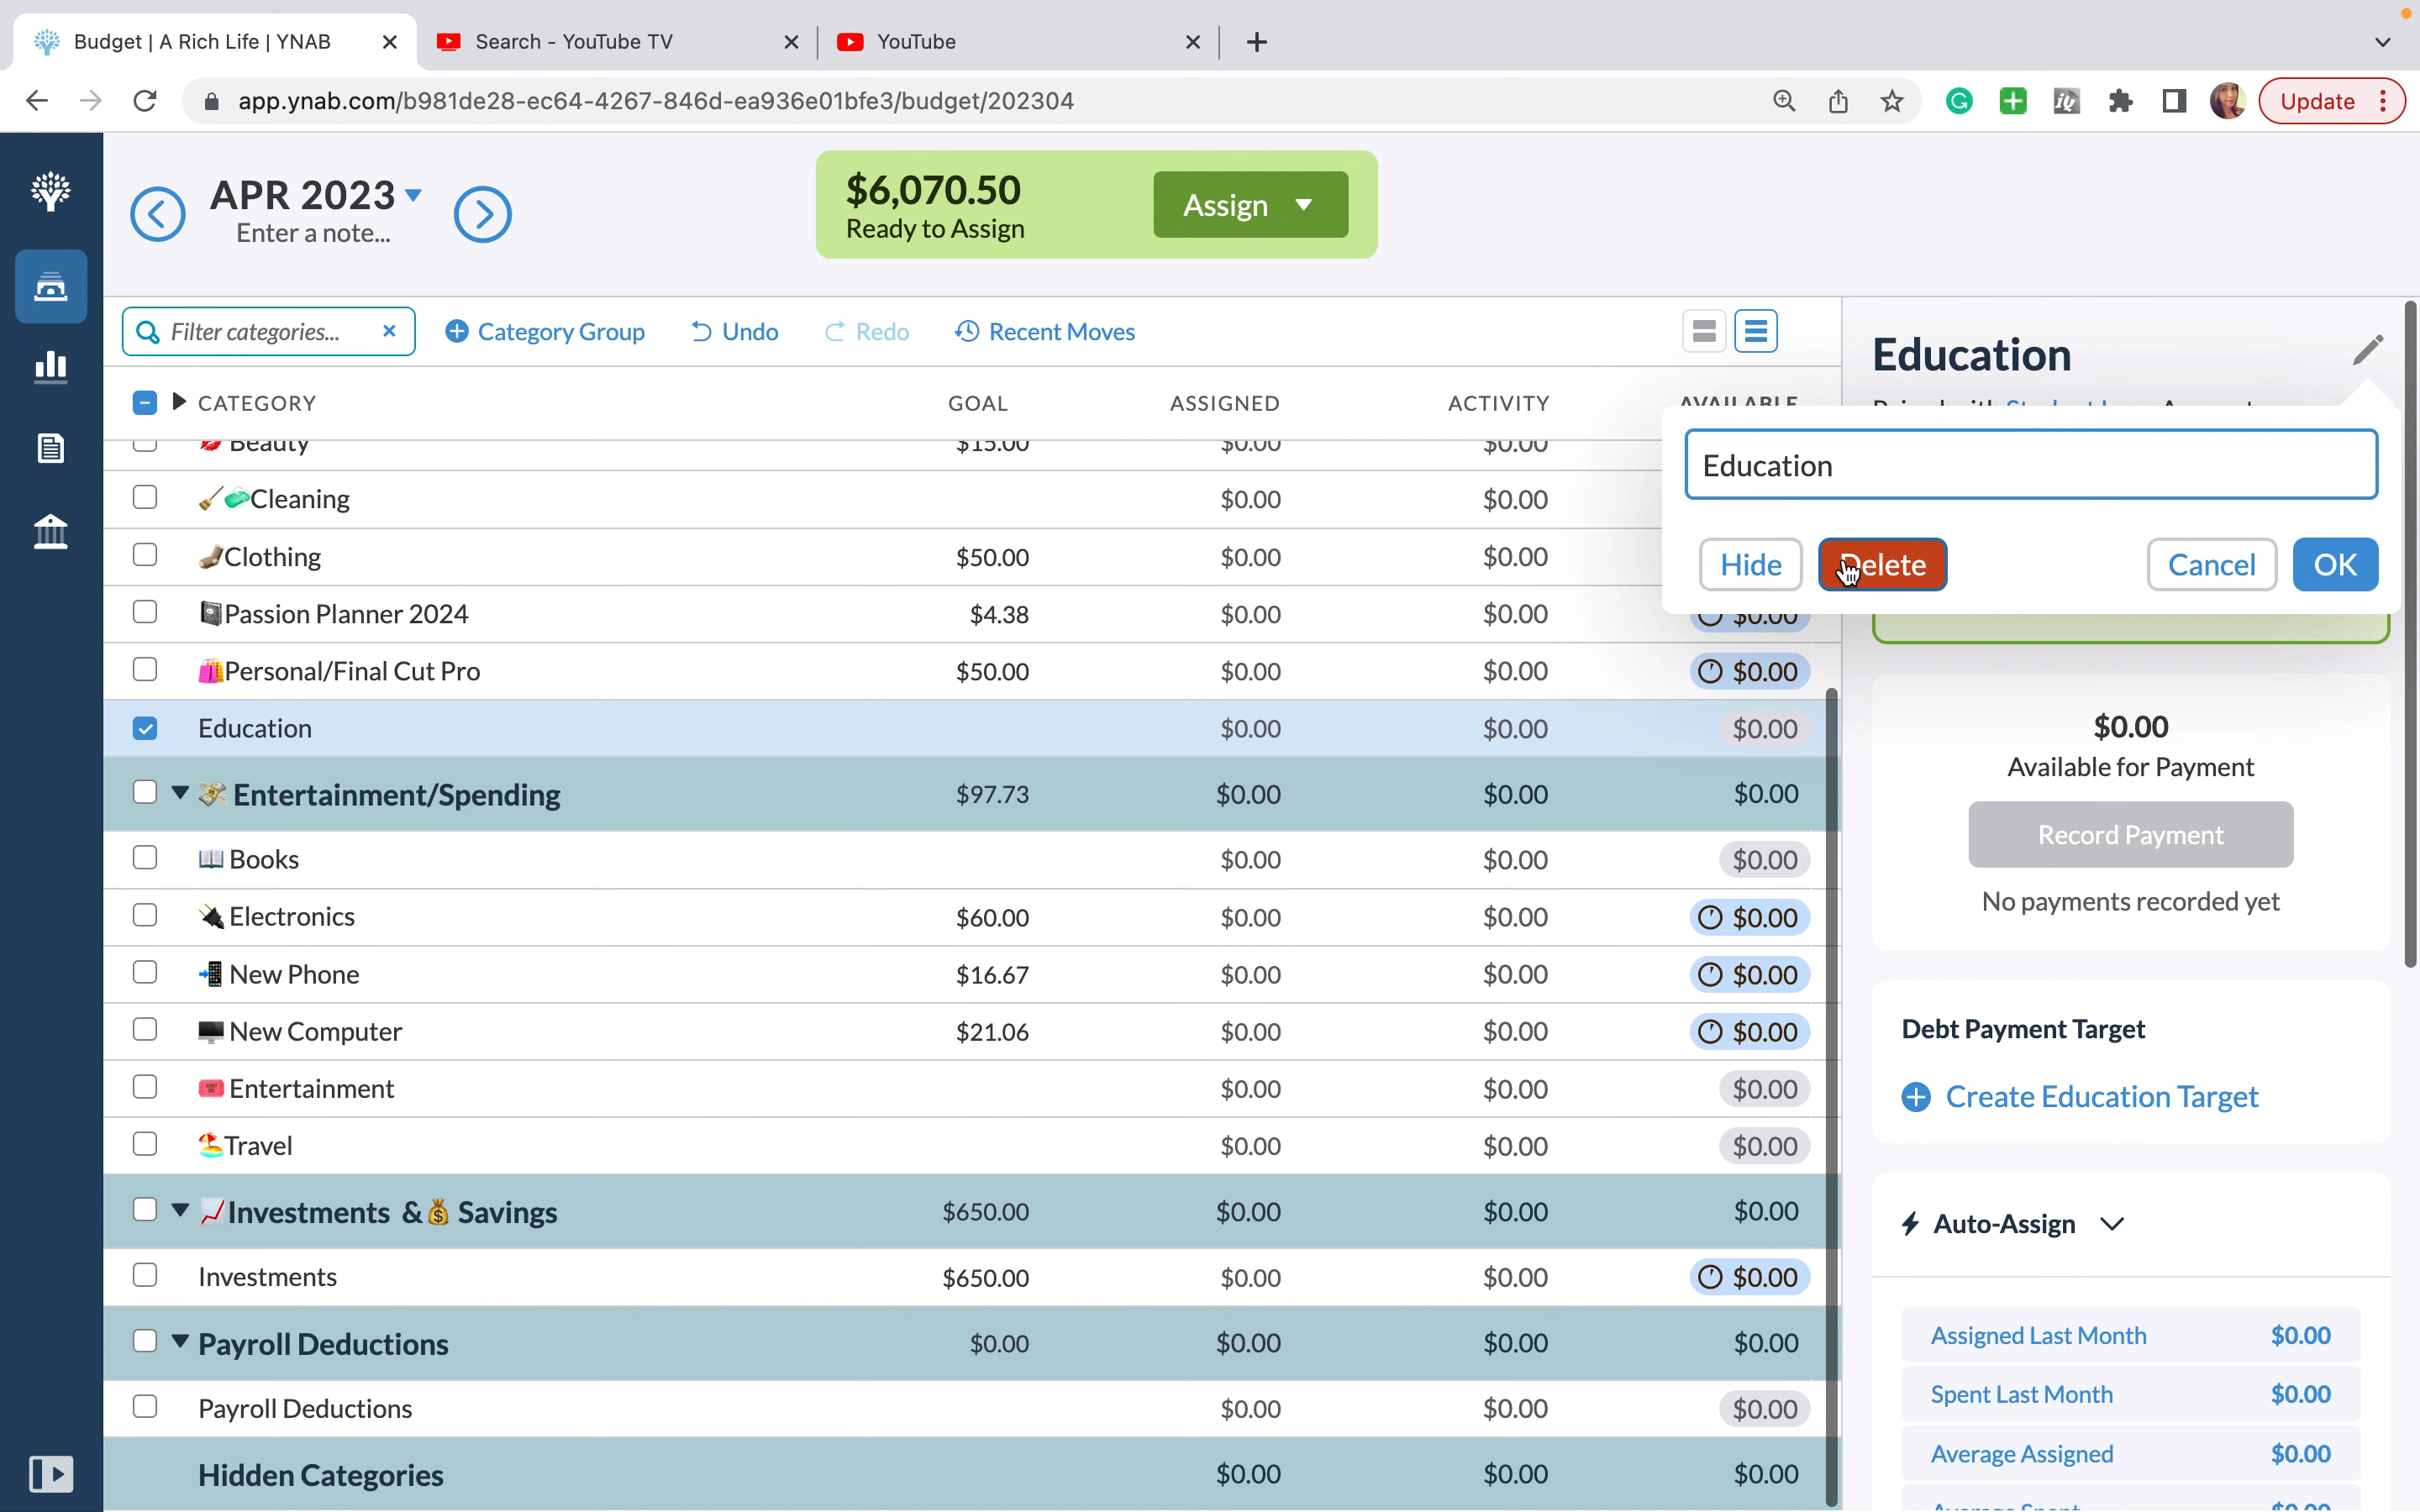 Budget | A Rich Life | YNAB
Search - YouTube TV
YouTube
app.ynab.com/b981de28-ec64-4267-846d-ea936e01bfe3/budget/202304
Update
APR 2023
Enter a note...
$6,070.50
Ready to Assign
Assign
Filter categories...
Category Group
Undo
Redo
Recent Moves
CATEGORY GOAL ASSIGNED ACTIVITY AVAILABLE
Beauty $15.00 $0.00 $0.00
Cleaning $0.00 $0.00
Clothing $50.00 $0.00 $0.00
Passion Planner 2024 $4.38 $0.00 $0.00 $0.00
Personal/Final Cut Pro $50.00 $0.00 $0.00 $0.00
Education $0.00 $0.00 $0.00
Entertainment/Spending $97.73 $0.00 $0.00 $0.00
Books $0.00 $0.00 $0.00
Electronics $60.00 $0.00 $0.00 $0.00
New Phone $16.67 $0.00 $0.00 $0.00
New Computer $21.06 $0.00 $0.00 $0.00
Entertainment $0.00 $0.00 $0.00
Travel $0.00 $0.00 $0.00
Investments & Savings $650.00 $0.00 $0.00 $0.00
Investments $650.00 $0.00 $0.00 $0.00
Payroll Deductions $0.00 $0.00 $0.00 $0.00
Payroll Deductions $0.00 $0.00 $0.00
Hidden Categories $0.00 $0.00 $0.00
Education
Education
Hide
Delete
Cancel
OK
$0.00
Available for Payment
Record Payment
No payments recorded yet
Debt Payment Target
Create Education Target
Auto-Assign
Assigned Last Month $0.00
Spent Last Month $0.00
Average Assigned $0.00